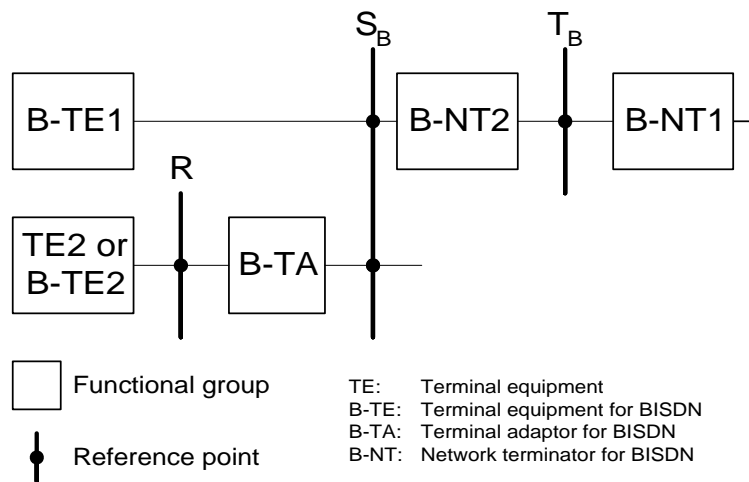 S_B
T_B
B-TE1
B-NT2
B-NT1
R
TE2 or
B-TE2
B-TA
Functional group
Reference point
TE: Terminal equipment
B-TE: Terminal equipment for BISDN
B-TA: Terminal adaptor for BISDN
B-NT: Network terminator for BISDN